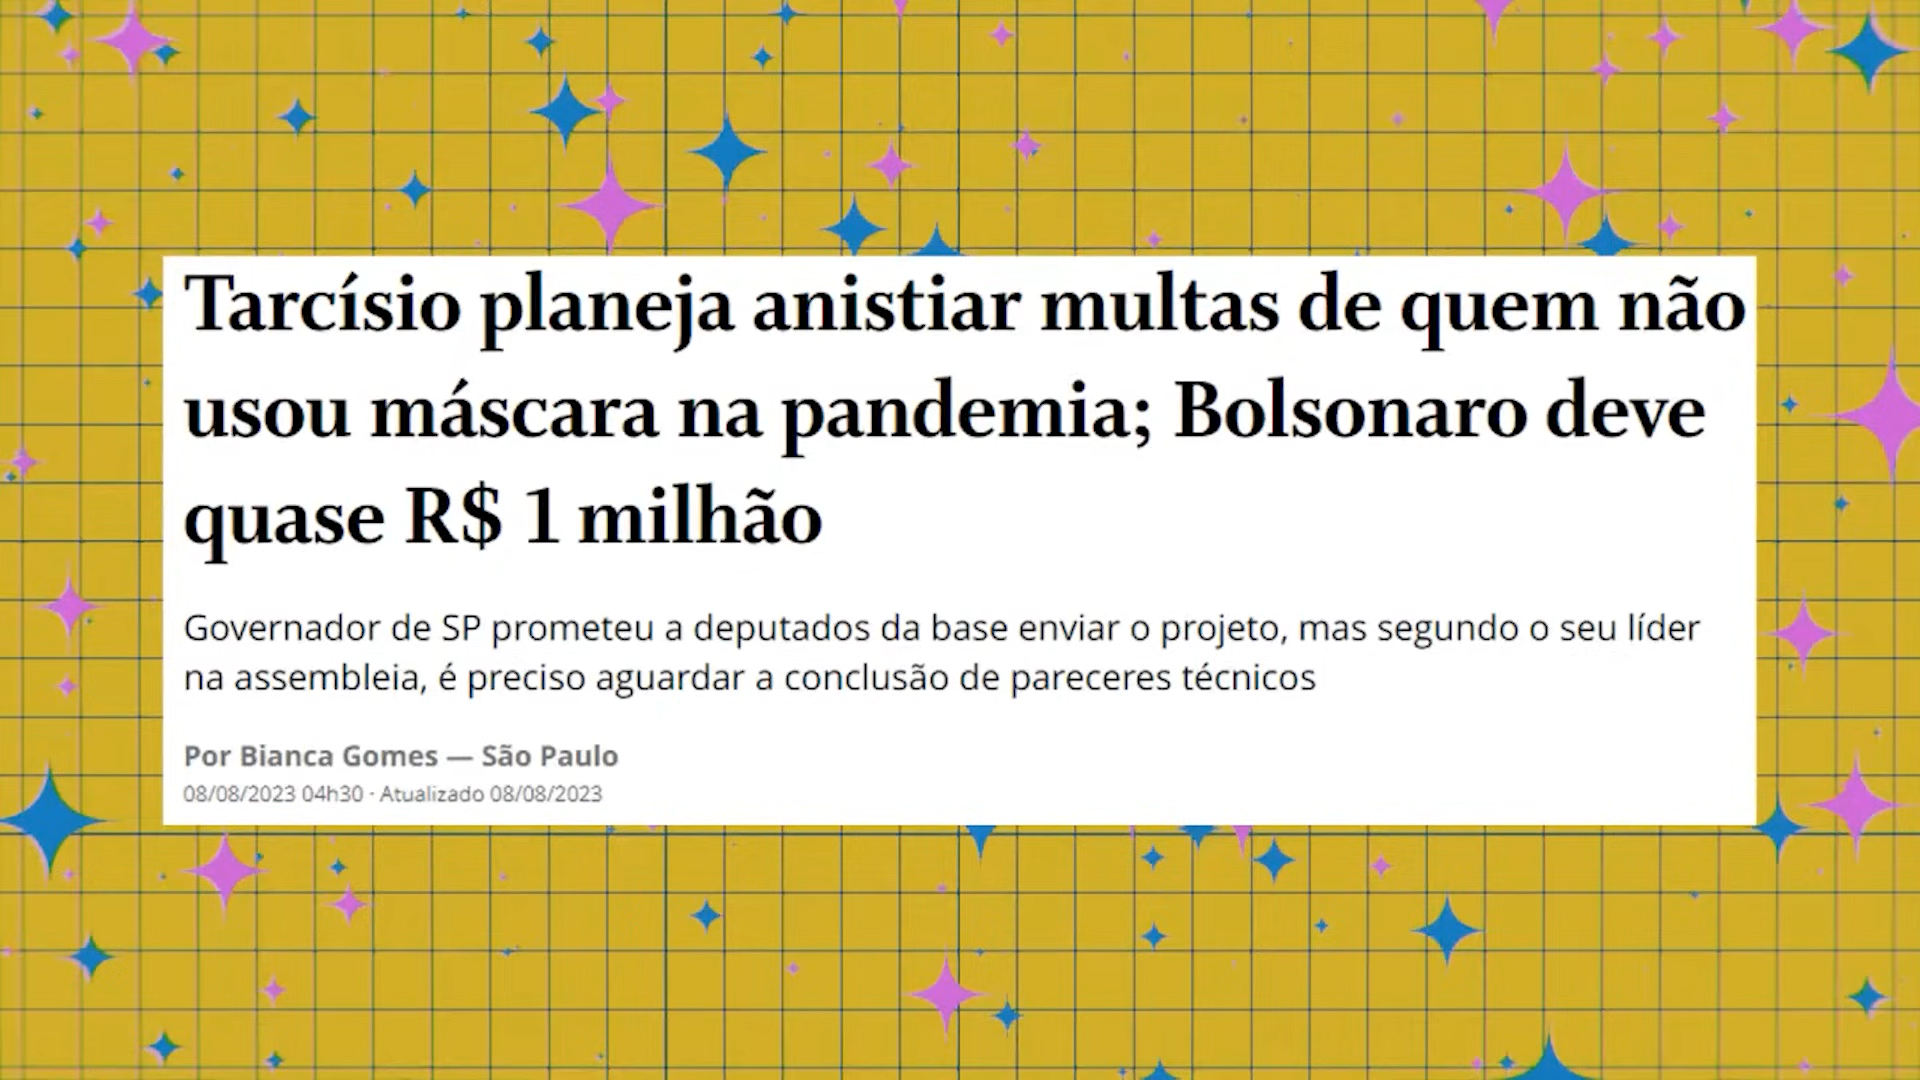 Tarcísio planeja anistiar multas de quem não
usou máscara na pandemia; Bolsonaro deve
quase R$ 1 milhão
Governador de SP prometeu a deputados da base enviar o projeto, mas segundo o seu líder
na assembleia, é preciso aguardar a conclusão de pareceres técnicos
Por Bianca Gomes — São Paulo
08/08/2023 04h30 · Atualizado 08/08/2023